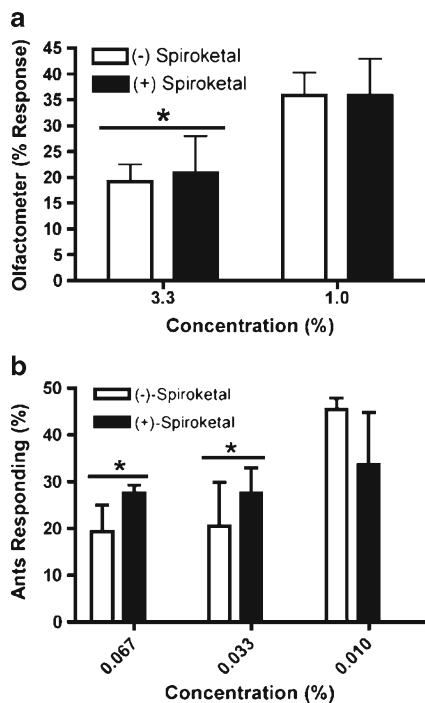 a
(-) Spiroketal
(+) Spiroketal
*
Olfactometer (% Response)
45
40
35
30
25
20
15
10
5
0
3.3
1.0
Concentration (%)
b
(-)-Spiroketal
(+)-Spiroketal
*
*
Ants Responding (%)
50
40
30
20
10
0
0.067
0.033
0.010
Concentration (%)